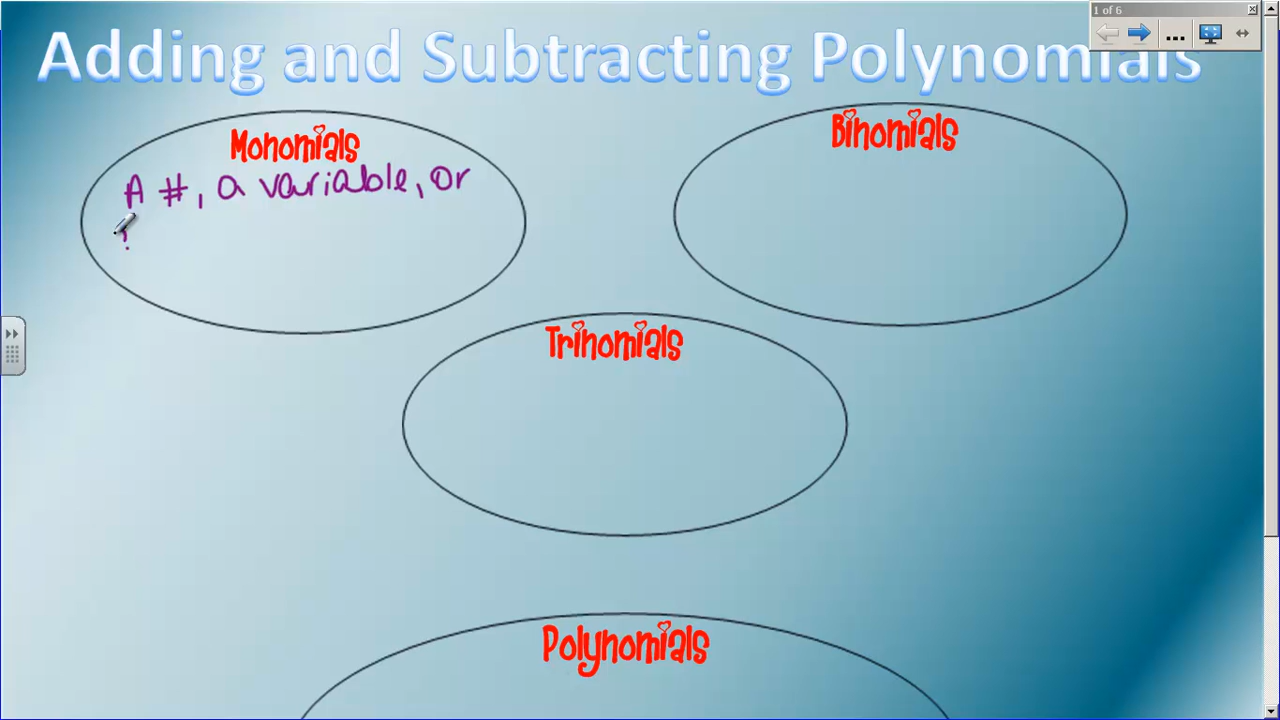 1 of 6
Adding and Subtracting Polynomials
Monomials
A #, a variable, or
Binomials
Trinomials
Polynomials